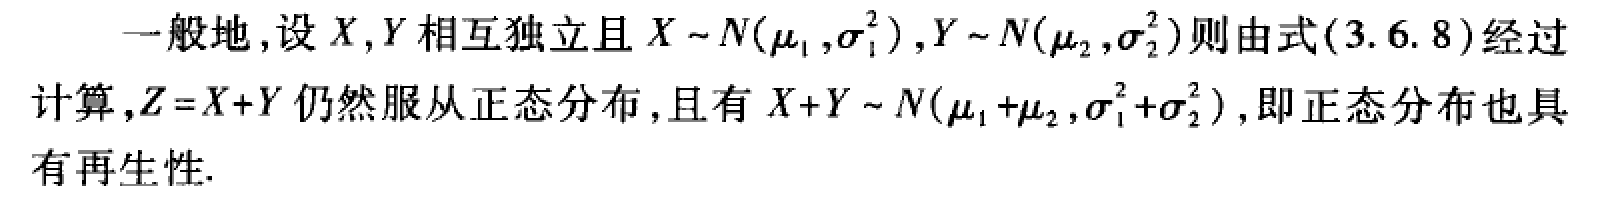 一般地,设 X,Y 相互独立且 X ~ N(μ₁,σ₁²),Y ~ N(μ₂,σ₂²)则由式(3.6.8)经过
计算,Z=X+Y 仍然服从正态分布,且有 X+Y ~ N(μ₁+μ₂,σ₁²+σ₂²),即正态分布也具
有再生性.